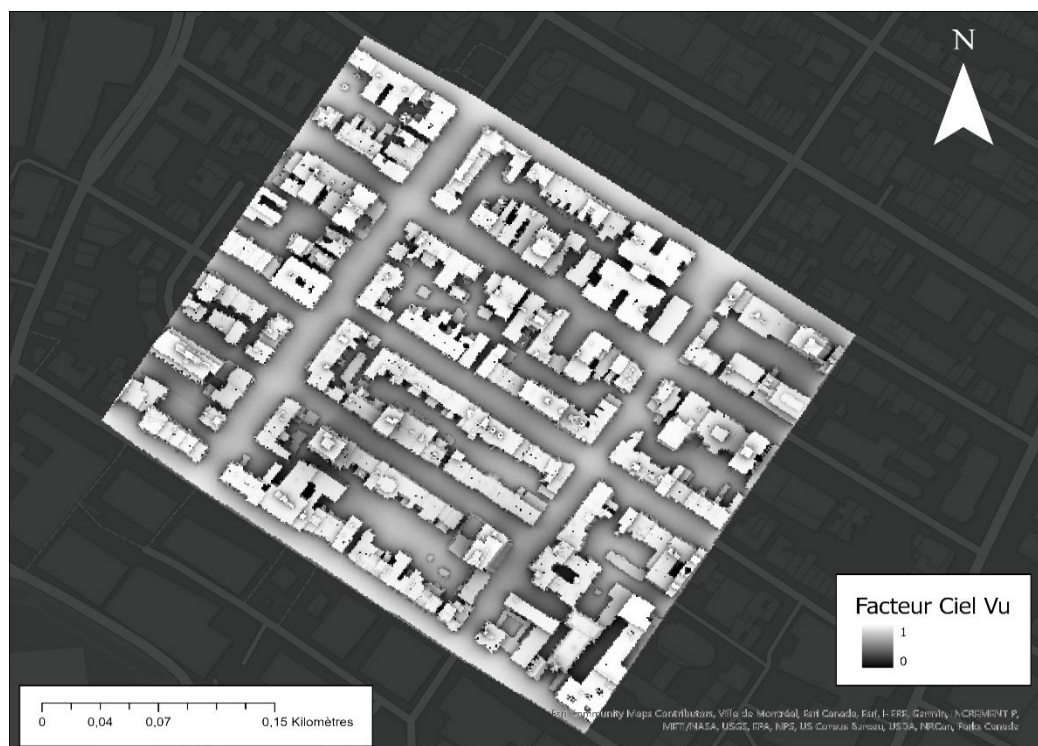 N
Facteur Ciel Vu
1
0
0 0,04 0,07 0,15 Kilomètres
Esri Community Maps Contributors, Ville de Montréal, Esri Canada, Esri, HERE, Garmin, INCREMENT P,
METI/NASA, USGS, EPA, NPS, US Census Bureau, USDA, NRCan, Parks Canada